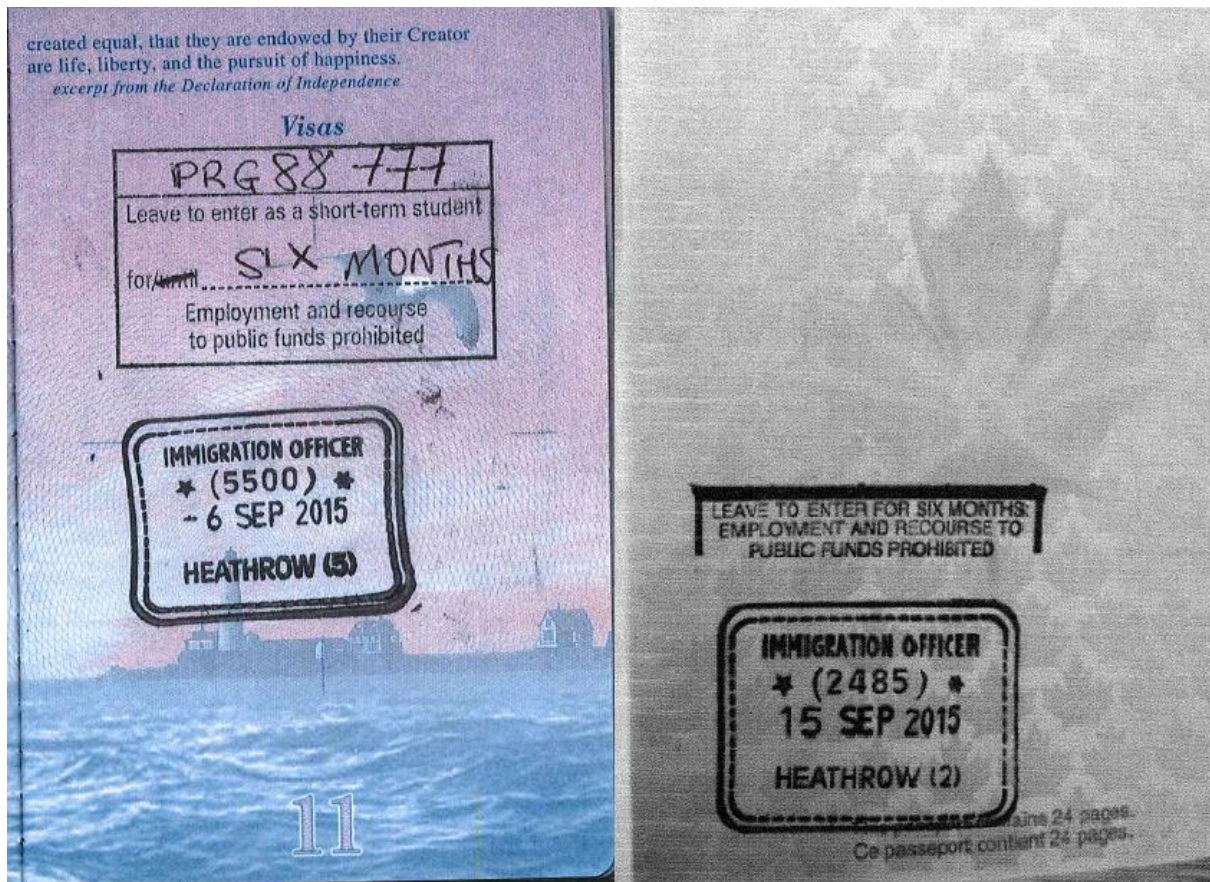 created equal, that they are endowed by their Creator
are life, liberty, and the pursuit of happiness.
excerpt from the Declaration of Independence
Visas
PRG88 777
Leave to enter as a short-term student
for/until SIX MONTHS
Employment and recourse
to public funds prohibited
IMMIGRATION OFFICER
* (5500) *
- 6 SEP 2015
HEATHROW (5)
11
LEAVE TO ENTER FOR SIX MONTHS:
EMPLOYMENT AND RECOURSE TO
PUBLIC FUNDS PROHIBITED
IMMIGRATION OFFICER
* (2485) *
15 SEP 2015
HEATHROW (2)
24 pages.
Ce passeport contient 24 pages.